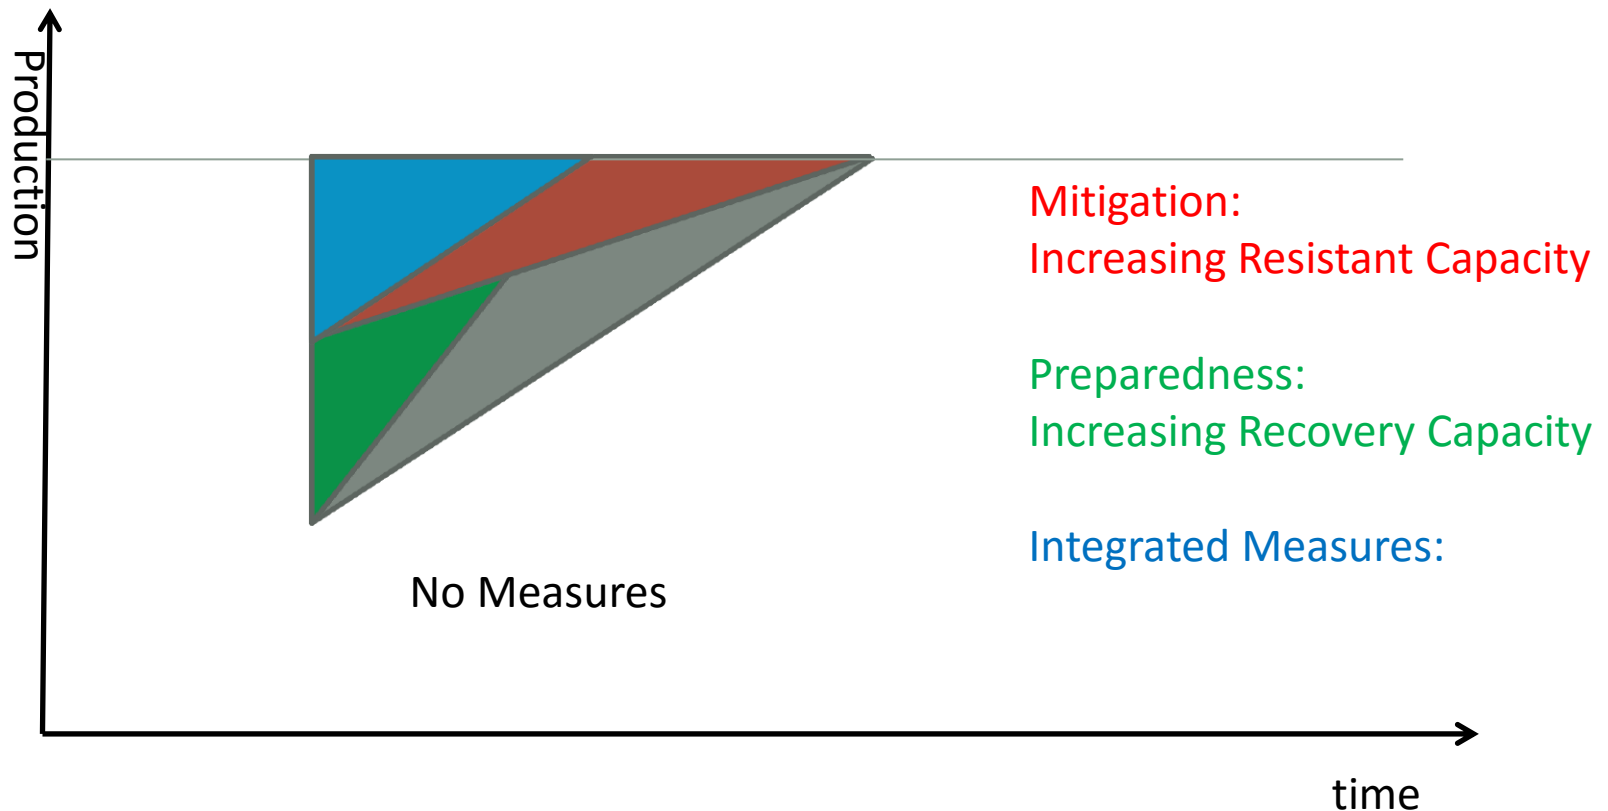 Production
Mitigation:
Increasing Resistant Capacity
Preparedness:
Increasing Recovery Capacity
Integrated Measures:
No Measures
time